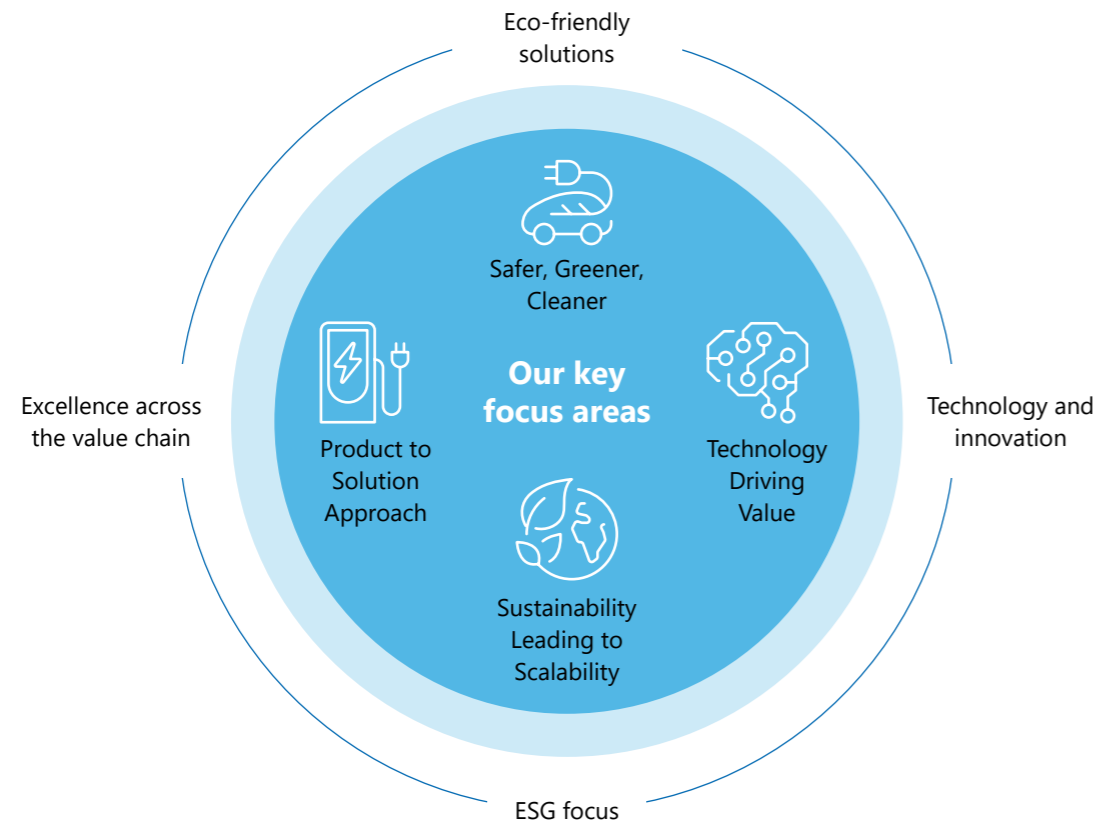 Eco-friendly
solutions
Safer, Greener,
Cleaner
Our key
focus areas
Excellence across
the value chain
Technology and
innovation
Product to
Solution
Approach
Technology
Driving
Value
Sustainability
Leading to
Scalability
ESG focus